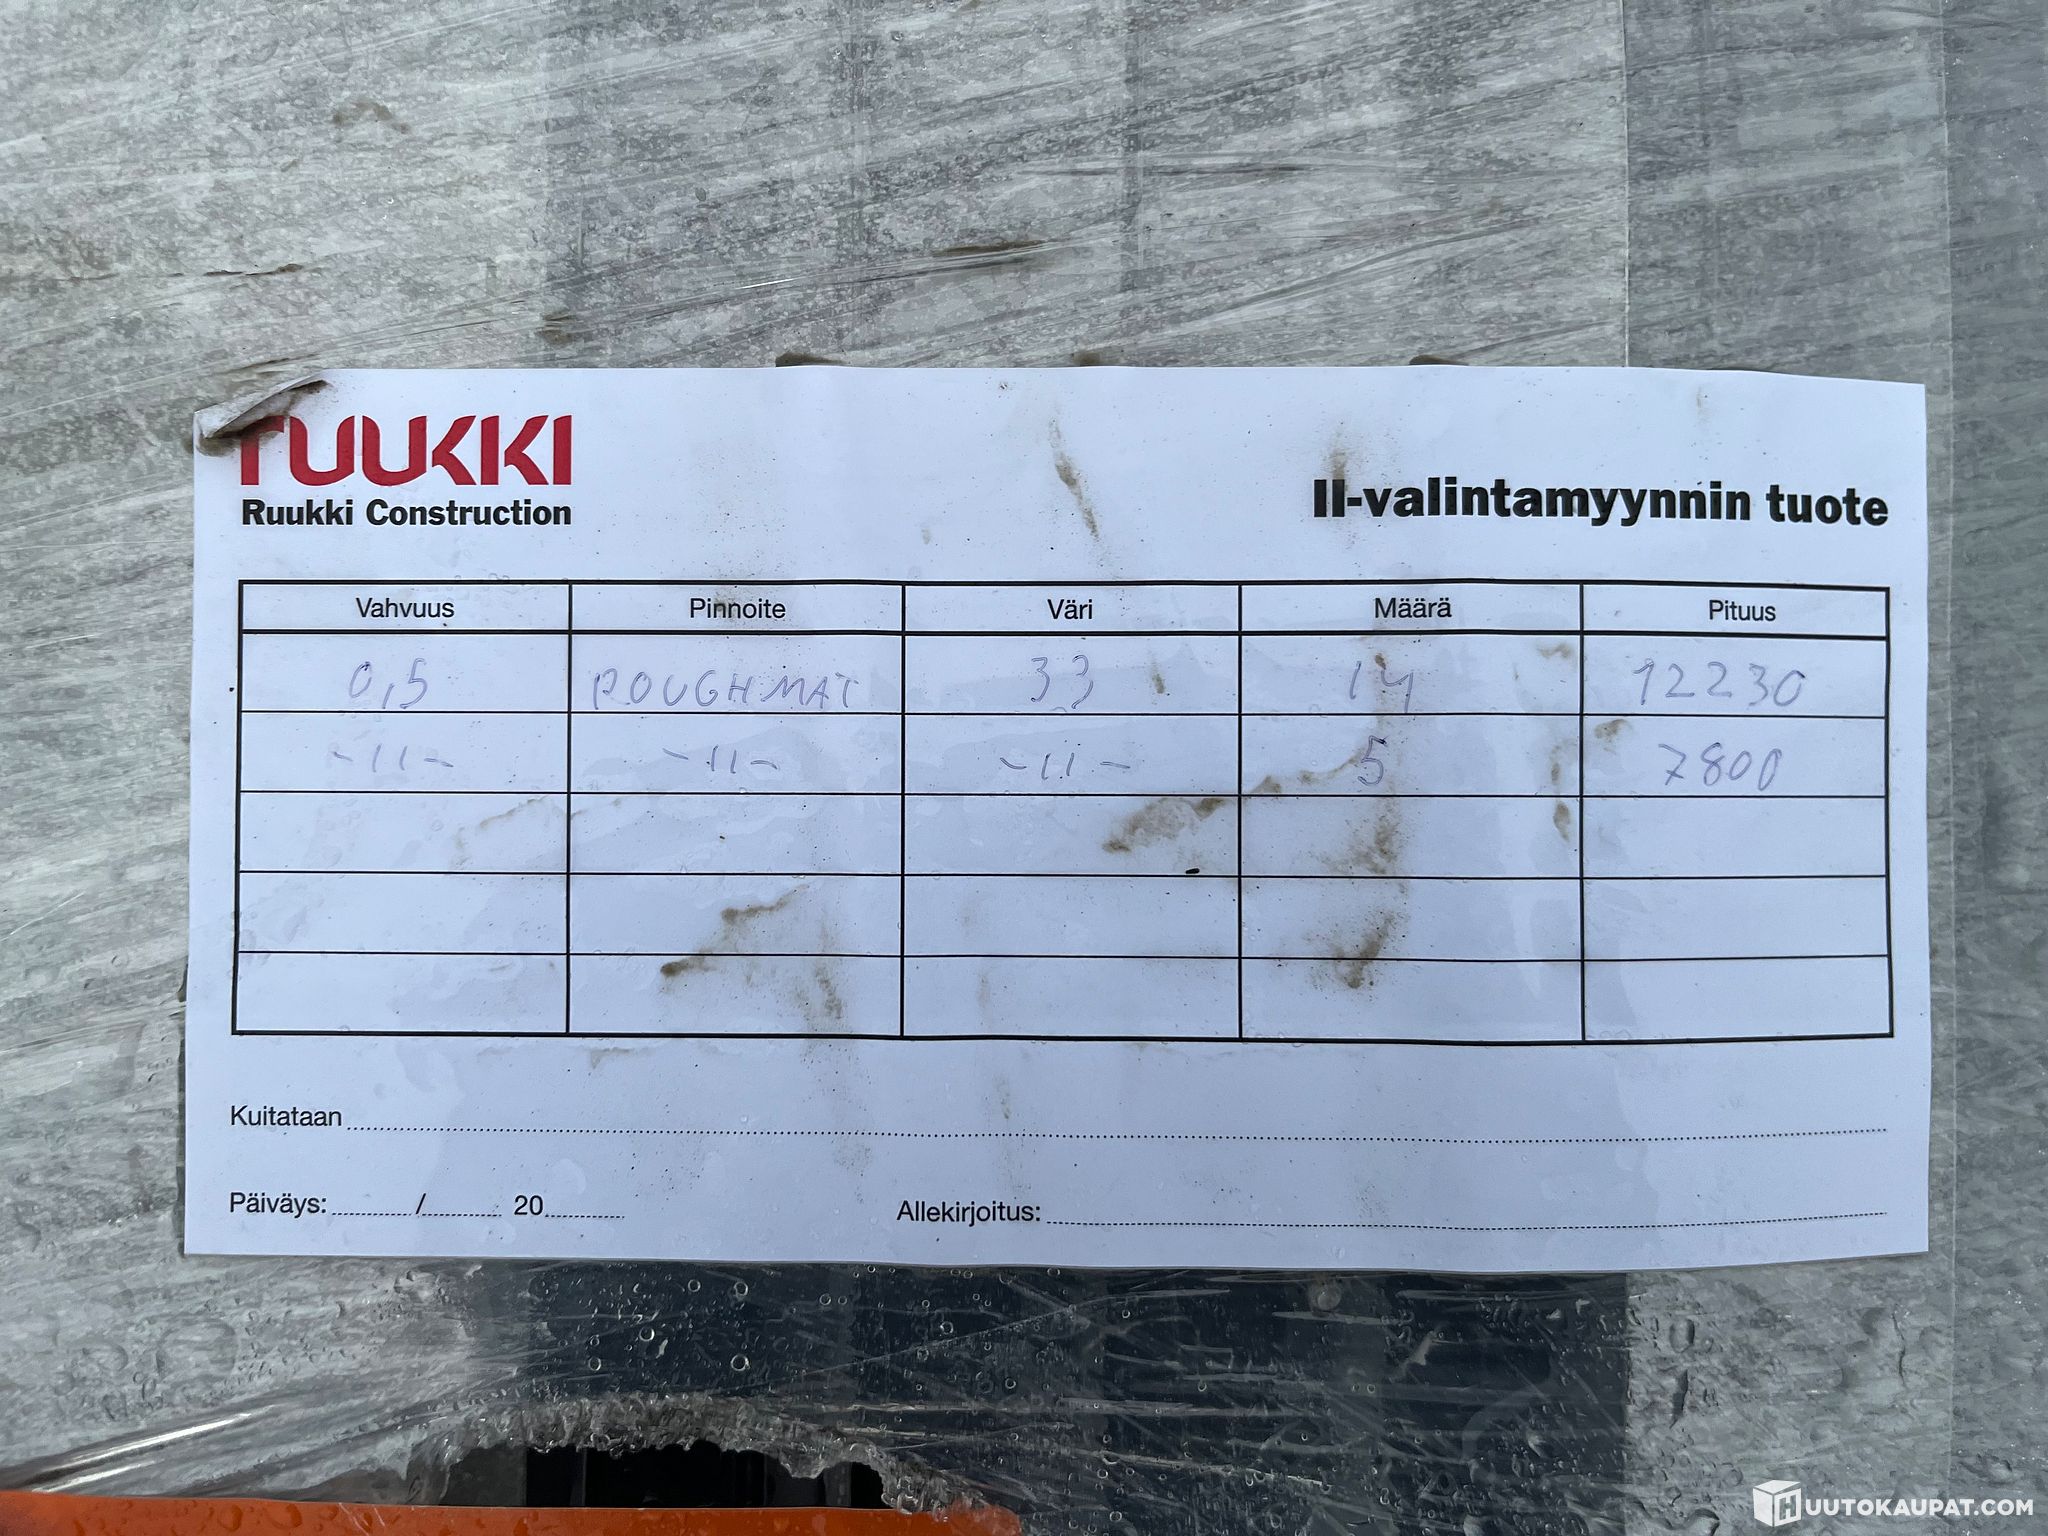 ruukki
Ruukki Construction
II-valintamyynnin tuote
Vahvuus Pinnoite Väri Määrä Pituus
0,5 ROUGHMAT 33 14 12230
-11- -11- -11- 5 7800
Kuitataan
Päiväys: / 20 Allekirjoitus:
HUUTOKAUPAT.COM